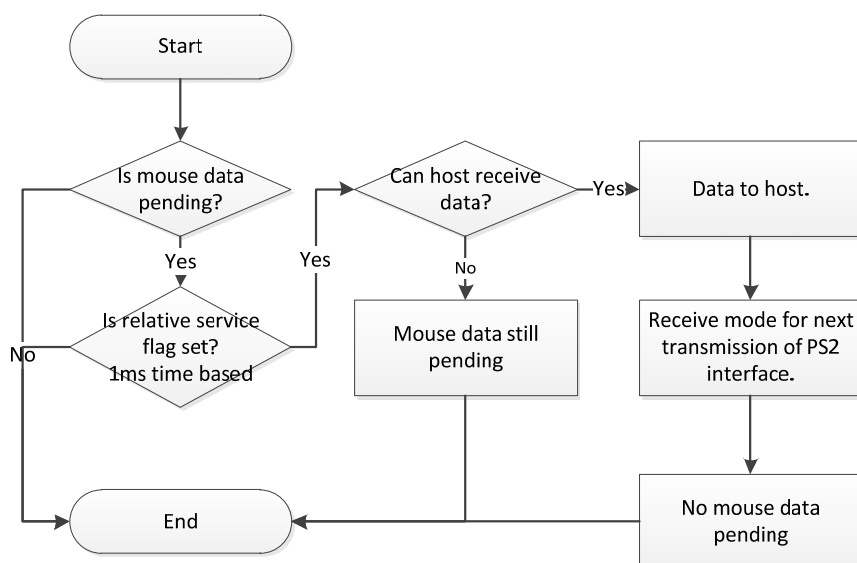 Start
Is mouse data
pending?
Yes
Is relative service
flag set?
1ms time based
No
Yes
Can host receive
data?
Yes
No
Mouse data still
pending
Data to host.
Receive mode for next
transmission of PS2
interface.
No mouse data
pending
End